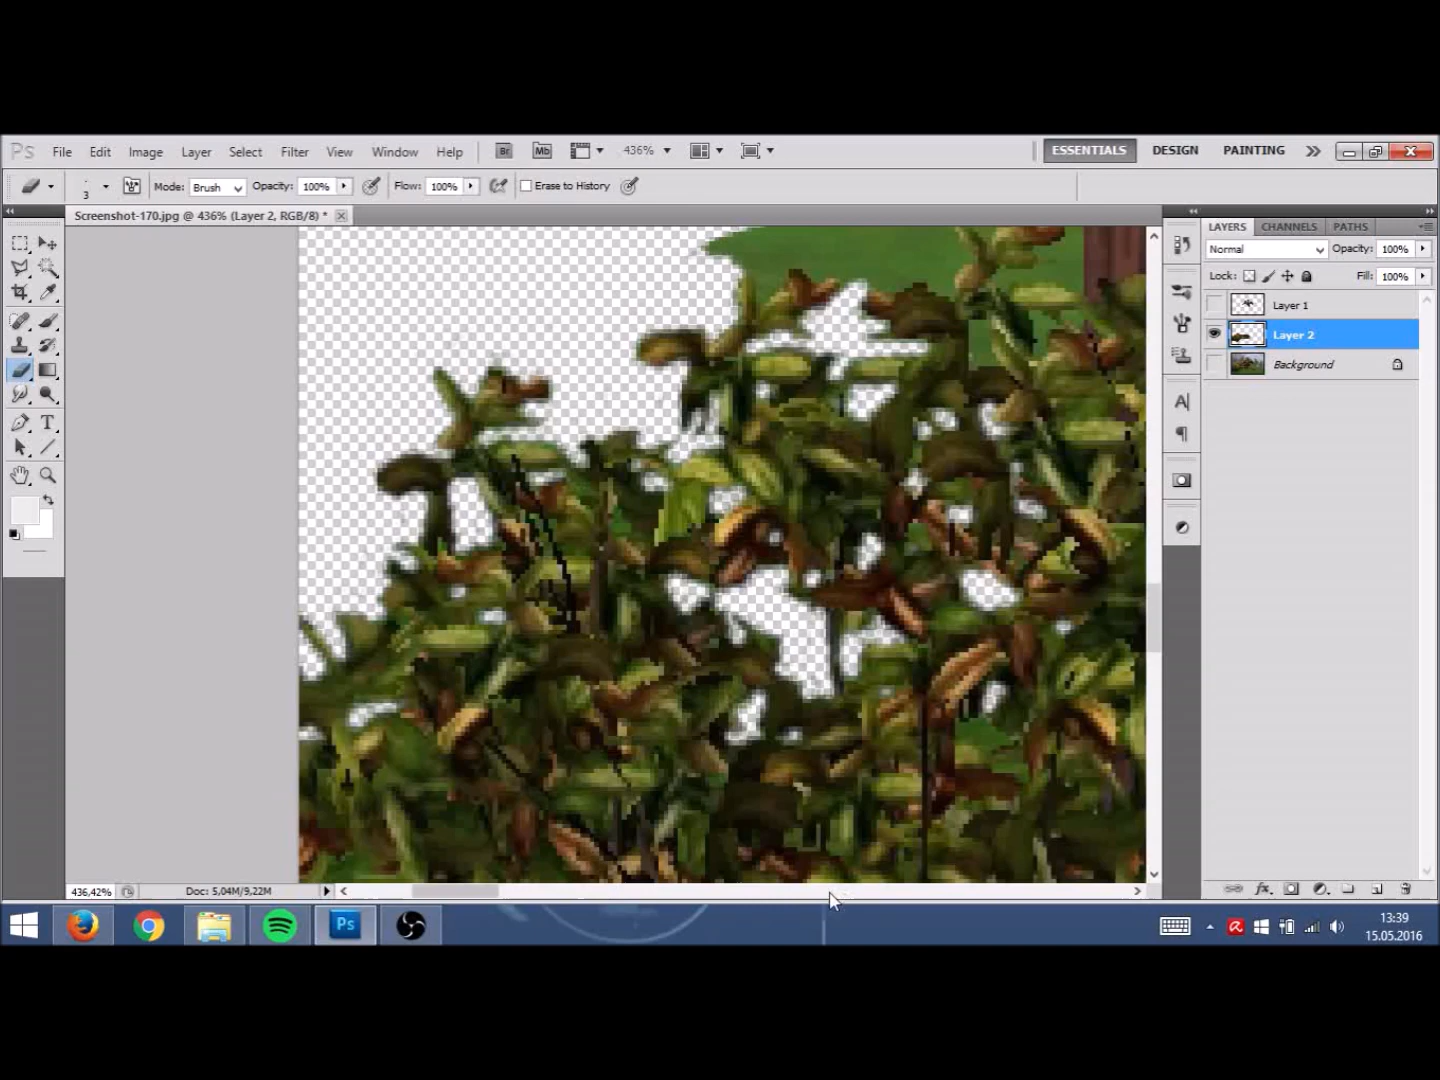 Ps File Edit Image Layer Select Filter View Window Help Br Mb 436% ESSENTIALS DESIGN PAINTING
3 Mode: Brush Opacity: 100% Flow: 100% Erase to History
Screenshot-170.jpg @ 436% (Layer 2, RGB/8) *
LAYERS CHANNELS PATHS
Normal Opacity: 100%
Lock: Fill: 100%
Layer 1
Layer 2
Background
T
A
436,42% Doc: 5,04M/9,22M
fx
Ps
13:39
15.05.2016